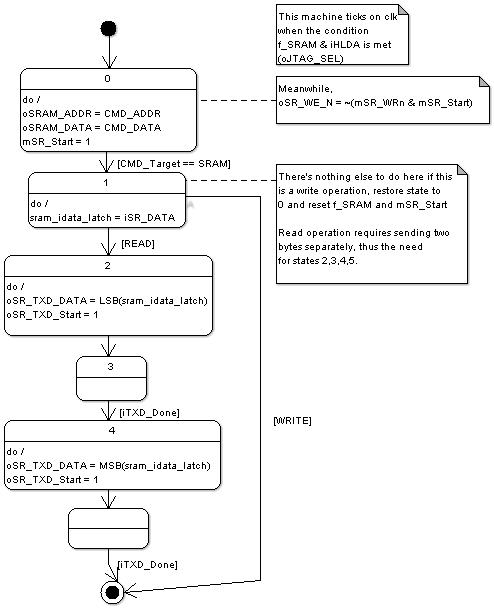 This machine ticks on clk
when the condition
f_SRAM & iHLDA is met
(oJTAG_SEL)
0
do /
oSRAM_ADDR = CMD_ADDR
oSRAM_DATA = CMD_DATA
mSR_Start = 1
Meanwhile,
oSR_WE_N = ~(mSR_WRn & mSR_Start)
[CMD_Target == SRAM]
1
do /
sram_idata_latch = iSR_DATA
There's nothing else to do here if this
is a write operation, restore state to
0 and reset f_SRAM and mSR_Start
Read operation requires sending two
bytes separately, thus the need
for states 2,3,4,5.
[READ]
2
do /
oSR_TXD_DATA = LSB(sram_idata_latch)
oSR_TXD_Start = 1
3
[iTXD_Done]
[WRITE]
4
do /
oSR_TXD_DATA = MSB(sram_idata_latch)
oSR_TXD_Start = 1
[iTXD_Done]